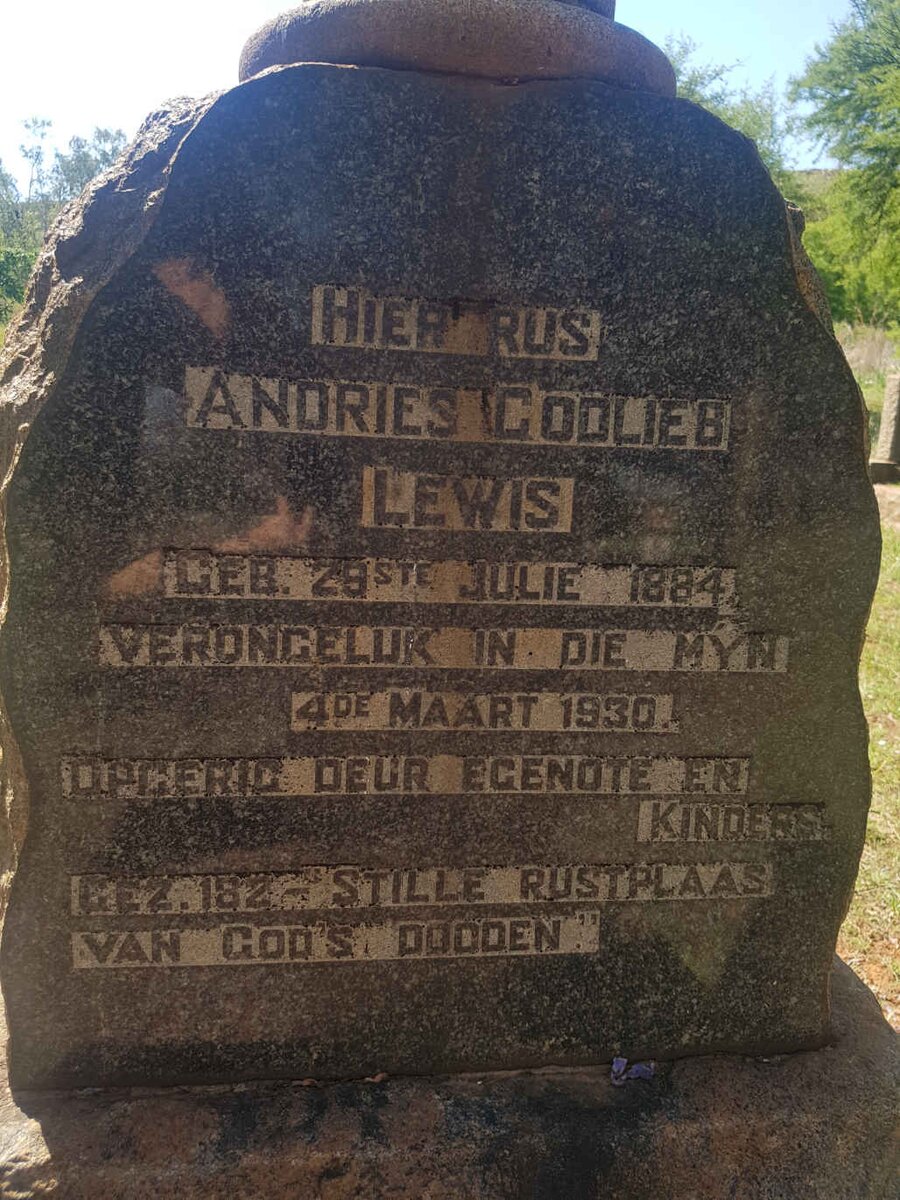 HIER RUS
ANDRIES GODLIEB
LEWIS
GEB. 29STE JULIE 1884,
VERONGELUK IN DIE MYN
4DE MAART 1930.
OPGERIG DEUR EGENOTE EN
KINDERS.
GEZ. 182 - "STILLE RUSTPLAAS
VAN GOD'S DOODEN"